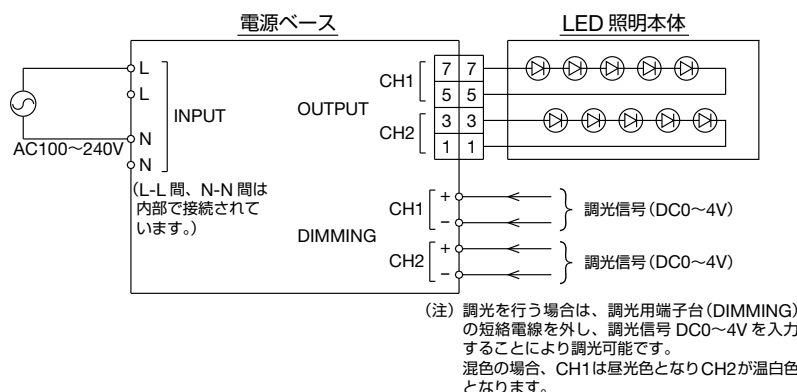 電源ベース
LED 照明本体
L
L
N
N
AC100～240V
INPUT
(L-L 間、N-N 間は
内部で接続されて
います。)
OUTPUT
CH1
7 7
5 5
CH2
3 3
1 1
DIMMING
CH1
+
−
調光信号(DC0～4V)
CH2
+
−
調光信号(DC0～4V)
(注) 調光を行う場合は、調光用端子台(DIMMING)
の短絡電線を外し、調光信号 DC0～4V を入力
することにより調光可能です。
混色の場合、CH1は昼光色となりCH2が温白色
となります。